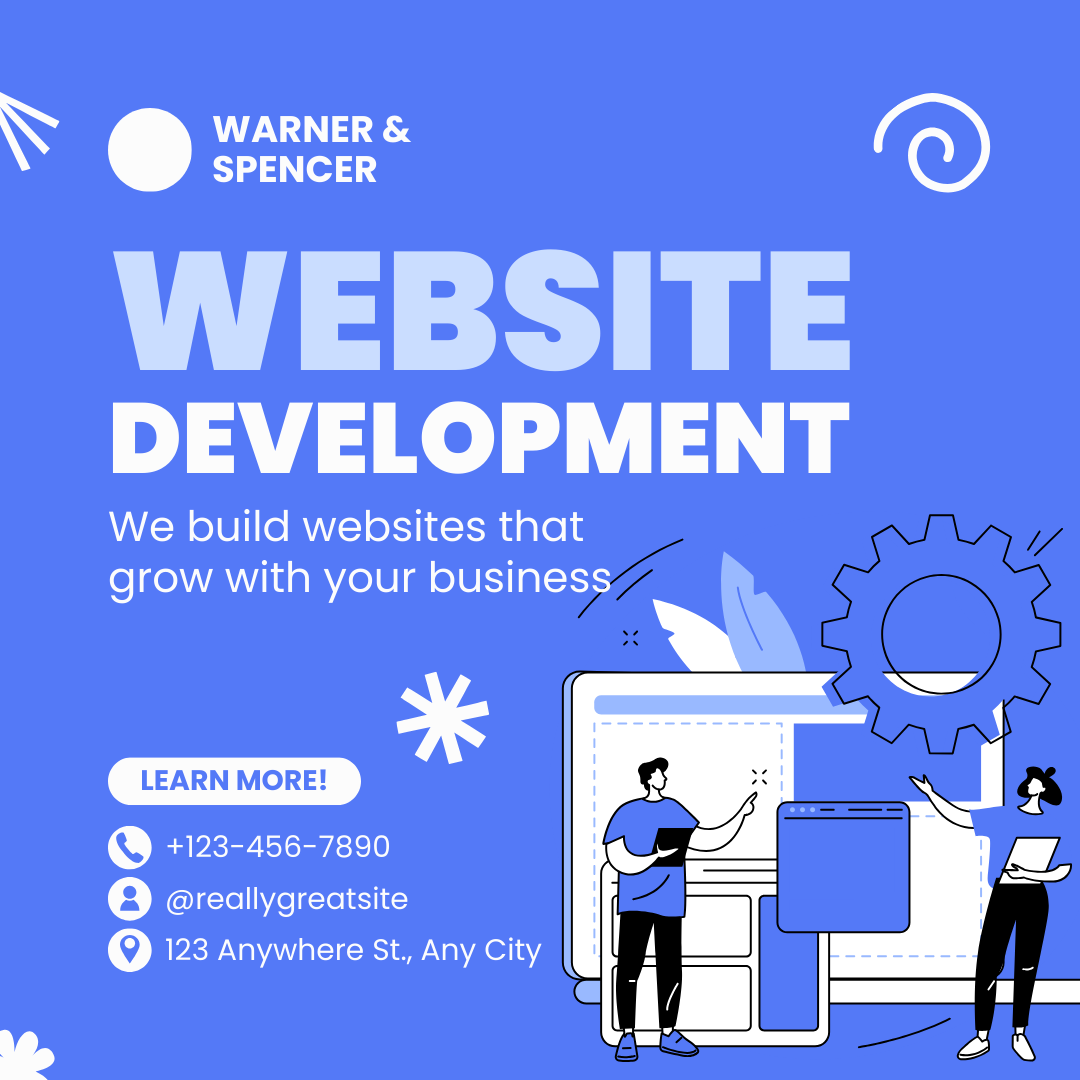 WARNER &
SPENCER
WEBSITE
DEVELOPMENT
We build websites that
grow with your business
LEARN MORE!
+123-456-7890
@reallygreatsite
123 Anywhere St., Any City